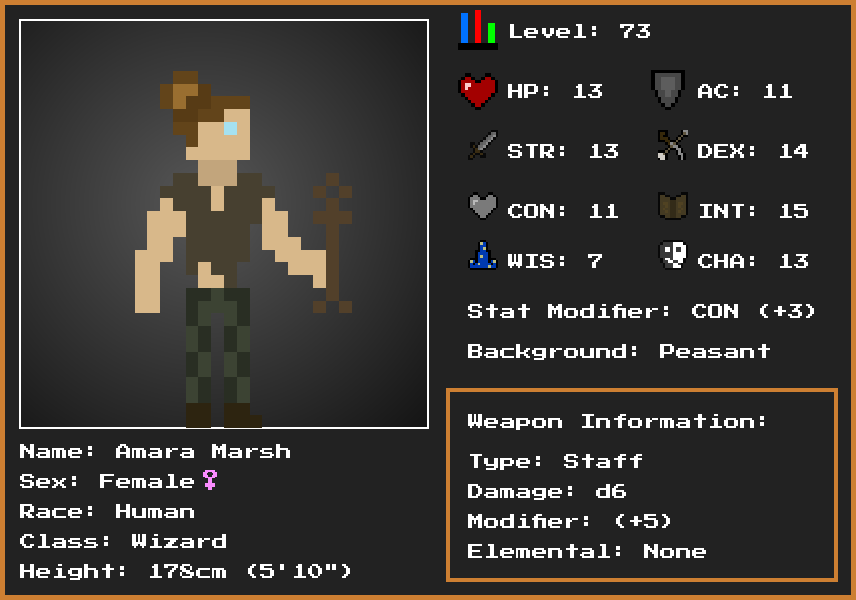 Level: 73
HP: 13 AC: 11
STR: 13 DEX: 14
CON: 11 INT: 15
WIS: 7 CHA: 13
Stat Modifier: CON (+3)
Background: Peasant
Weapon Information:
Type: Staff
Damage: d6
Modifier: (+5)
Elemental: None
Name: Amara Marsh
Sex: Female♀
Race: Human
Class: Wizard
Height: 178cm (5'10")